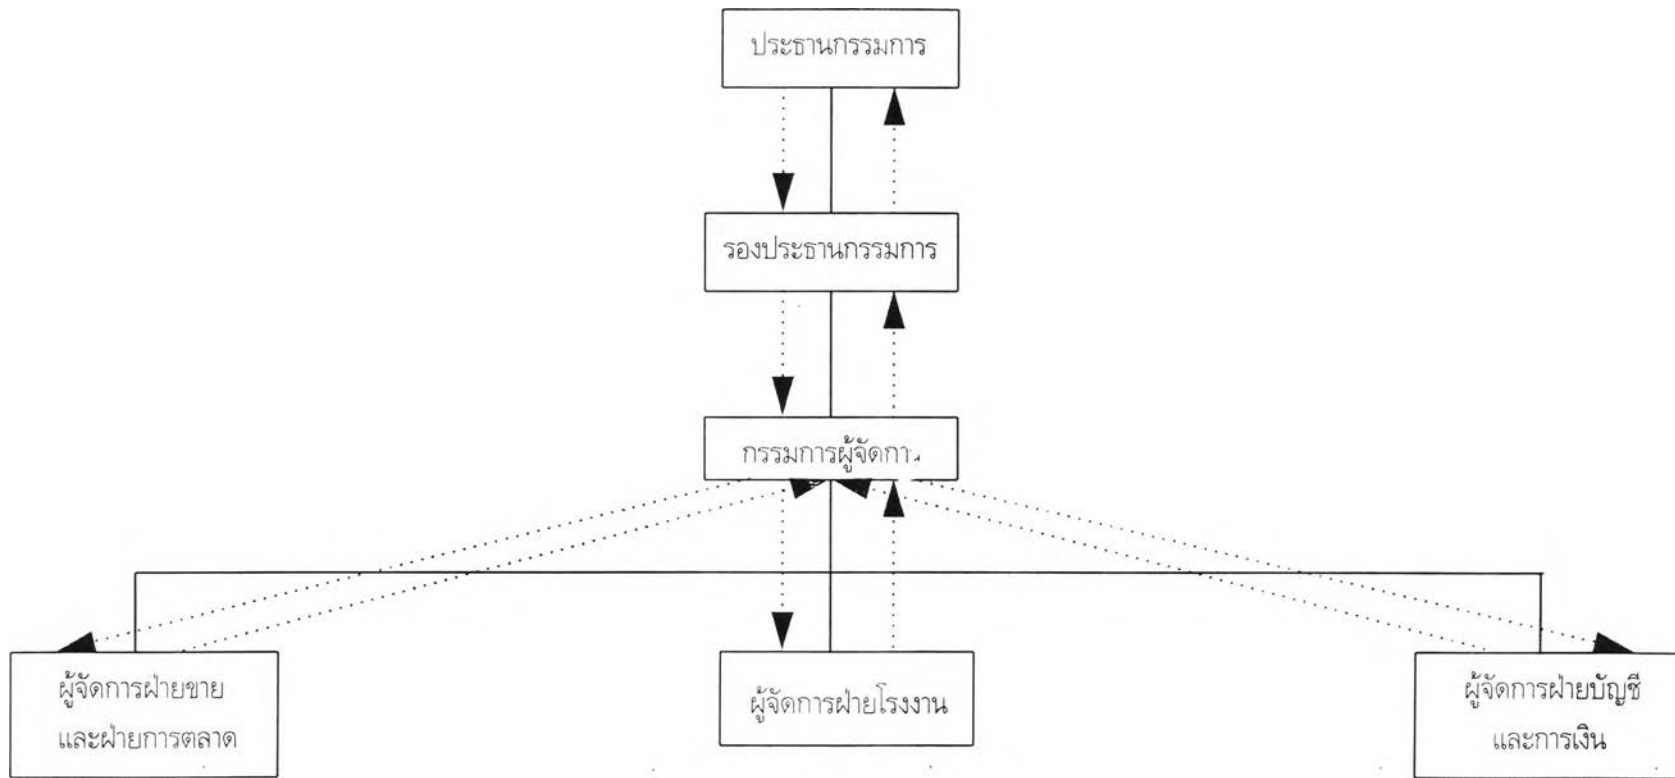 ประธานกรรมการ
รองประธานกรรมการ
กรรมการผู้จัดการ
ผู้จัดการฝ่ายขาย
และฝ่ายการตลาด
ผู้จัดการฝ่ายโรงงาน
ผู้จัดการฝ่ายบัญชี
และการเงิน